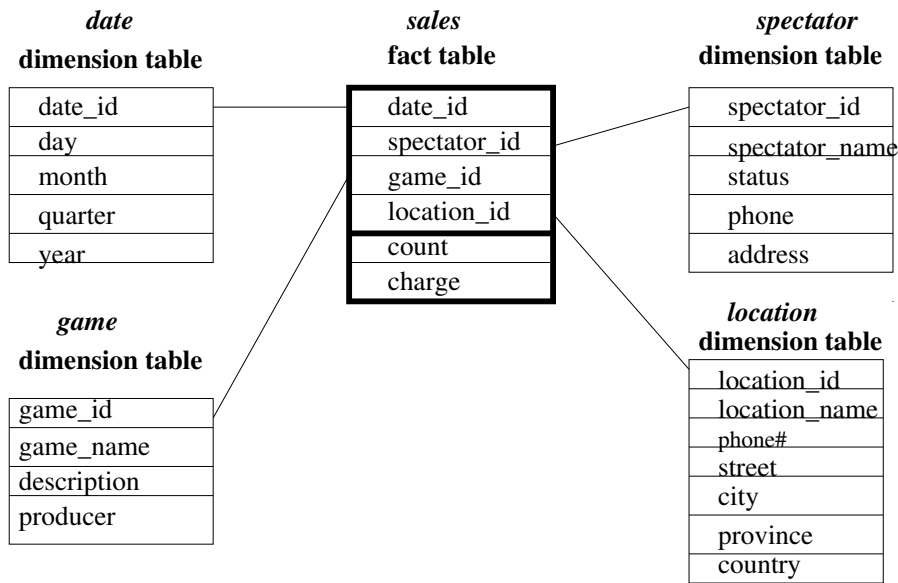 date
dimension table
date_id
day
month
quarter
year
sales
fact table
date_id
spectator_id
game_id
location_id
count
charge
spectator
dimension table
spectator_id
spectator_name
status
phone
address
game
dimension table
game_id
game_name
description
producer
location
dimension table
location_id
location_name
phone#
street
city
province
country